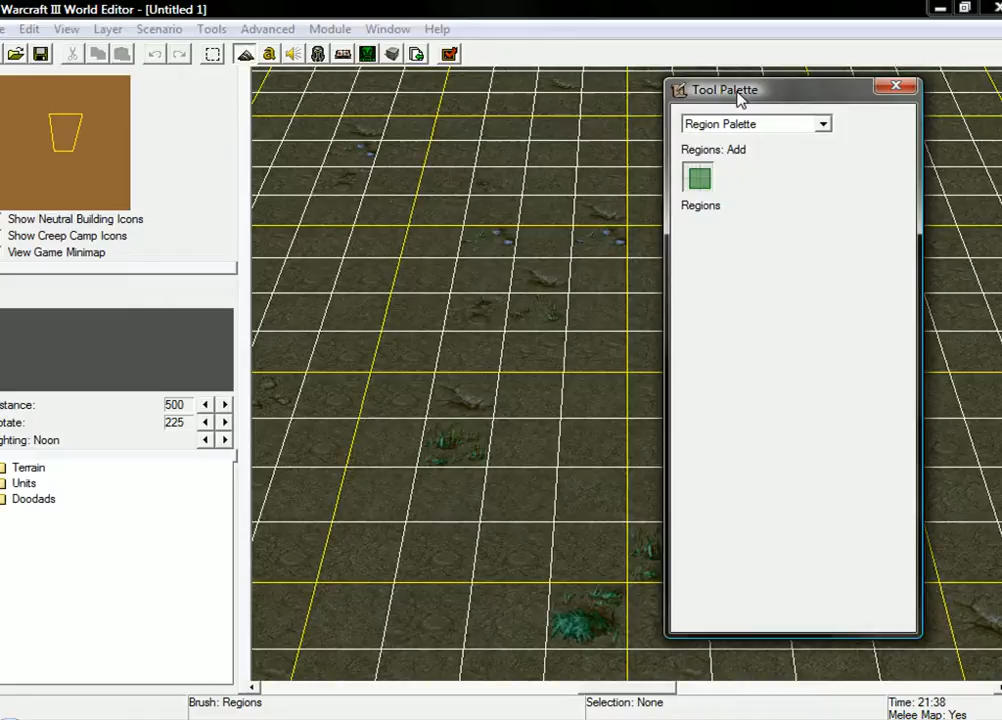 Warcraft III World Editor - [Untitled 1]
e Edit View Layer Scenario Tools Advanced Module Window Help
Tool Palette
Region Palette
Regions: Add
Regions
Show Neutral Building Icons
Show Creep Camp Icons
View Game Minimap
stance: 500
otate: 225
ghting: Noon
Terrain
Units
Doodads
Brush: Regions
Selection: None
Time: 21:38
Melee Map: Yes